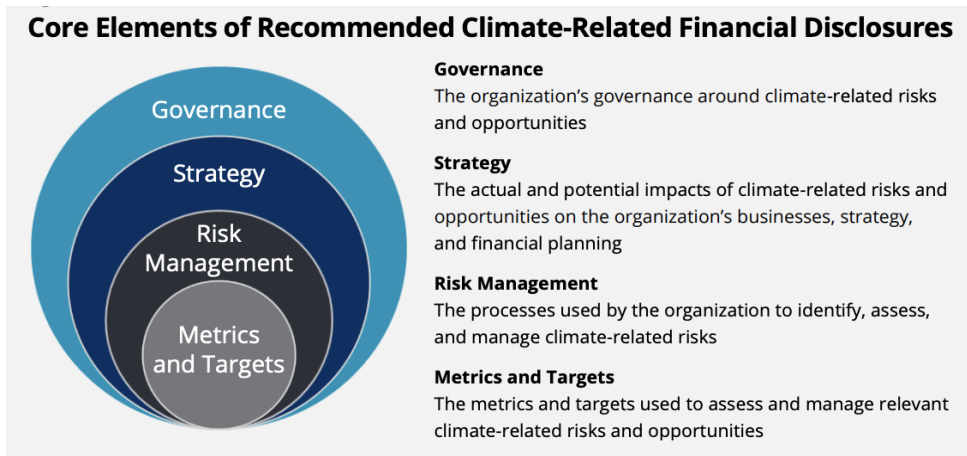 Core Elements of Recommended Climate-Related Financial Disclosures
Governance
Strategy
Risk
Management
Metrics
and Targets
Governance
The organization’s governance around climate-related risks
and opportunities
Strategy
The actual and potential impacts of climate-related risks and
opportunities on the organization’s businesses, strategy,
and financial planning
Risk Management
The processes used by the organization to identify, assess,
and manage climate-related risks
Metrics and Targets
The metrics and targets used to assess and manage relevant
climate-related risks and opportunities